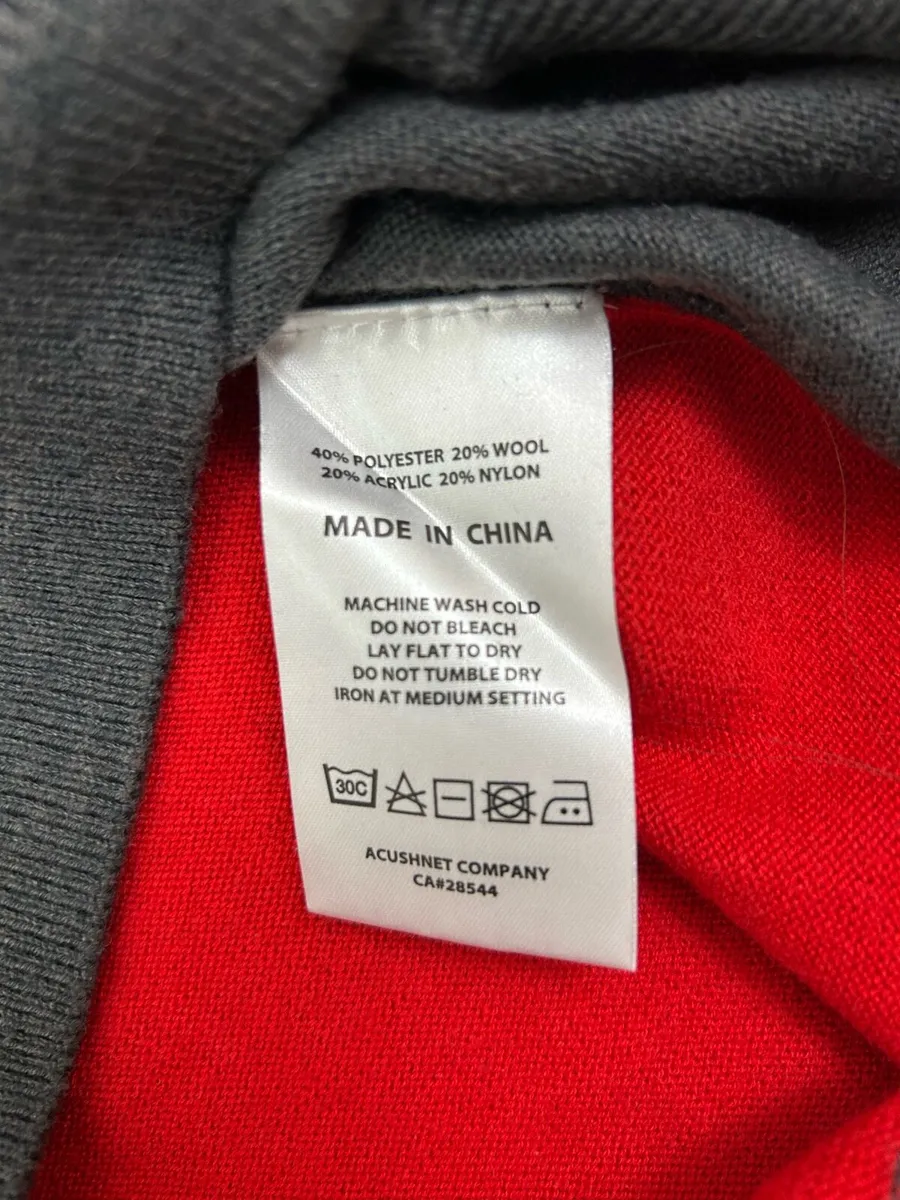 40% POLYESTER 20% WOOL
20% ACRYLIC 20% NYLON
MADE IN CHINA
MACHINE WASH COLD
DO NOT BLEACH
LAY FLAT TO DRY
DO NOT TUMBLE DRY
IRON AT MEDIUM SETTING
30C
ACUSHNET COMPANY
CA#28544